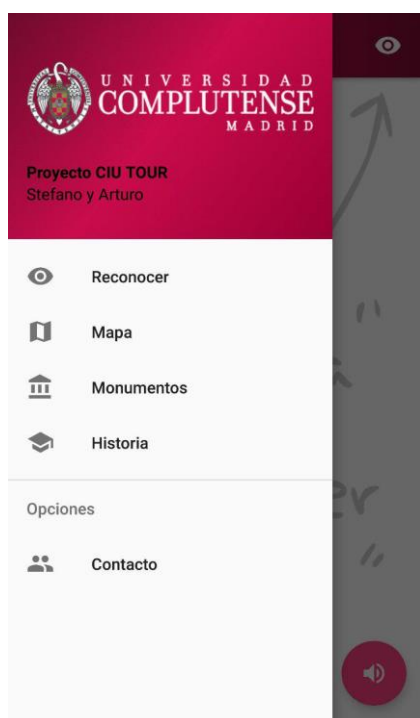 UNIVERSIDAD
COMPLUTENSE
MADRID
Proyecto CIU TOUR
Stefano y Arturo
Reconocer
Mapa
Monumentos
Historia
Opciones
Contacto